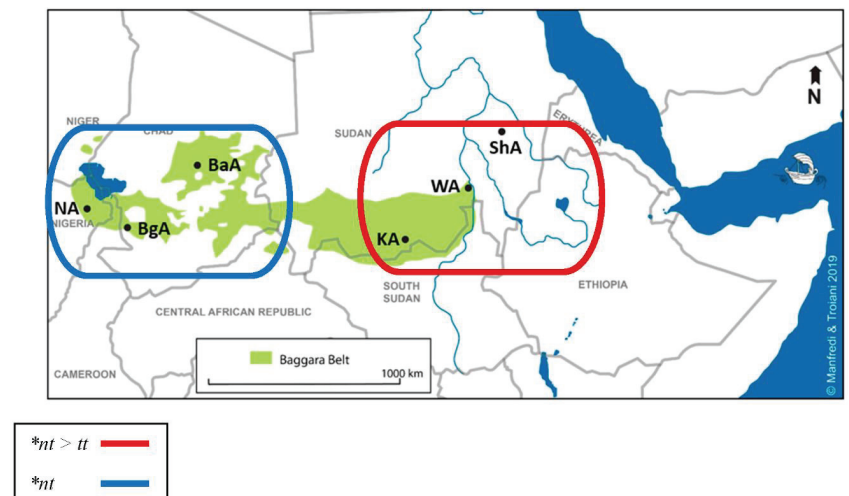 NIGER
CHAD
SUDAN
ERYTHREA
N
ShA
BaA
WA
NA
NIGERIA
BgA
KA
SOUTH
SUDAN
ETHIOPIA
CENTRAL AFRICAN REPUBLIC
Baggara Belt
1000 km
CAMEROON
© Manfredi & Troiani 2019
*nt > tt
*nt